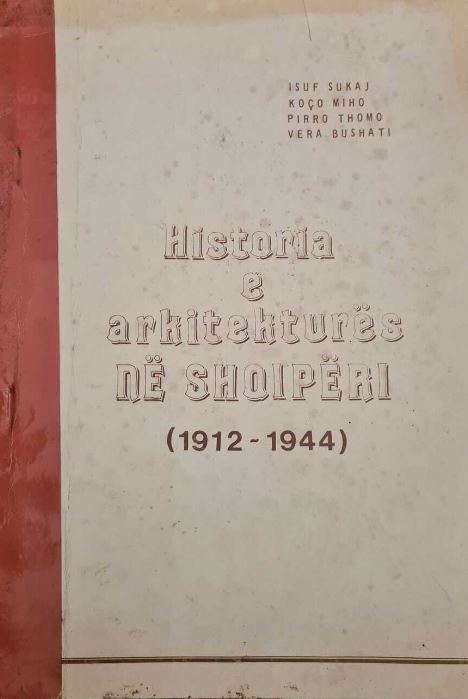 ISUF SUKAJ
KOÇO MIHO
PIRRO THOMO
VERA BUSHATI
Historia
e
arkitekturës
NË SHQIPËRI
(1912 - 1944)